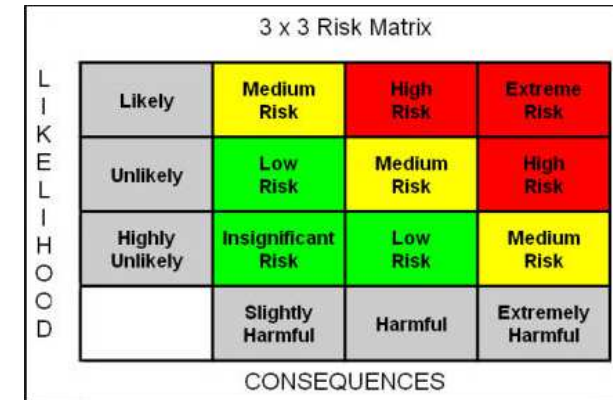 3 x 3 Risk Matrix
LIKELIHOOD
Likely
Medium
Risk
High
Risk
Extreme
Risk
Unlikely
Low
Risk
Medium
Risk
High
Risk
Highly
Unlikely
Insignificant
Risk
Low
Risk
Medium
Risk
Slightly
Harmful
Harmful
Extremely
Harmful
CONSEQUENCES